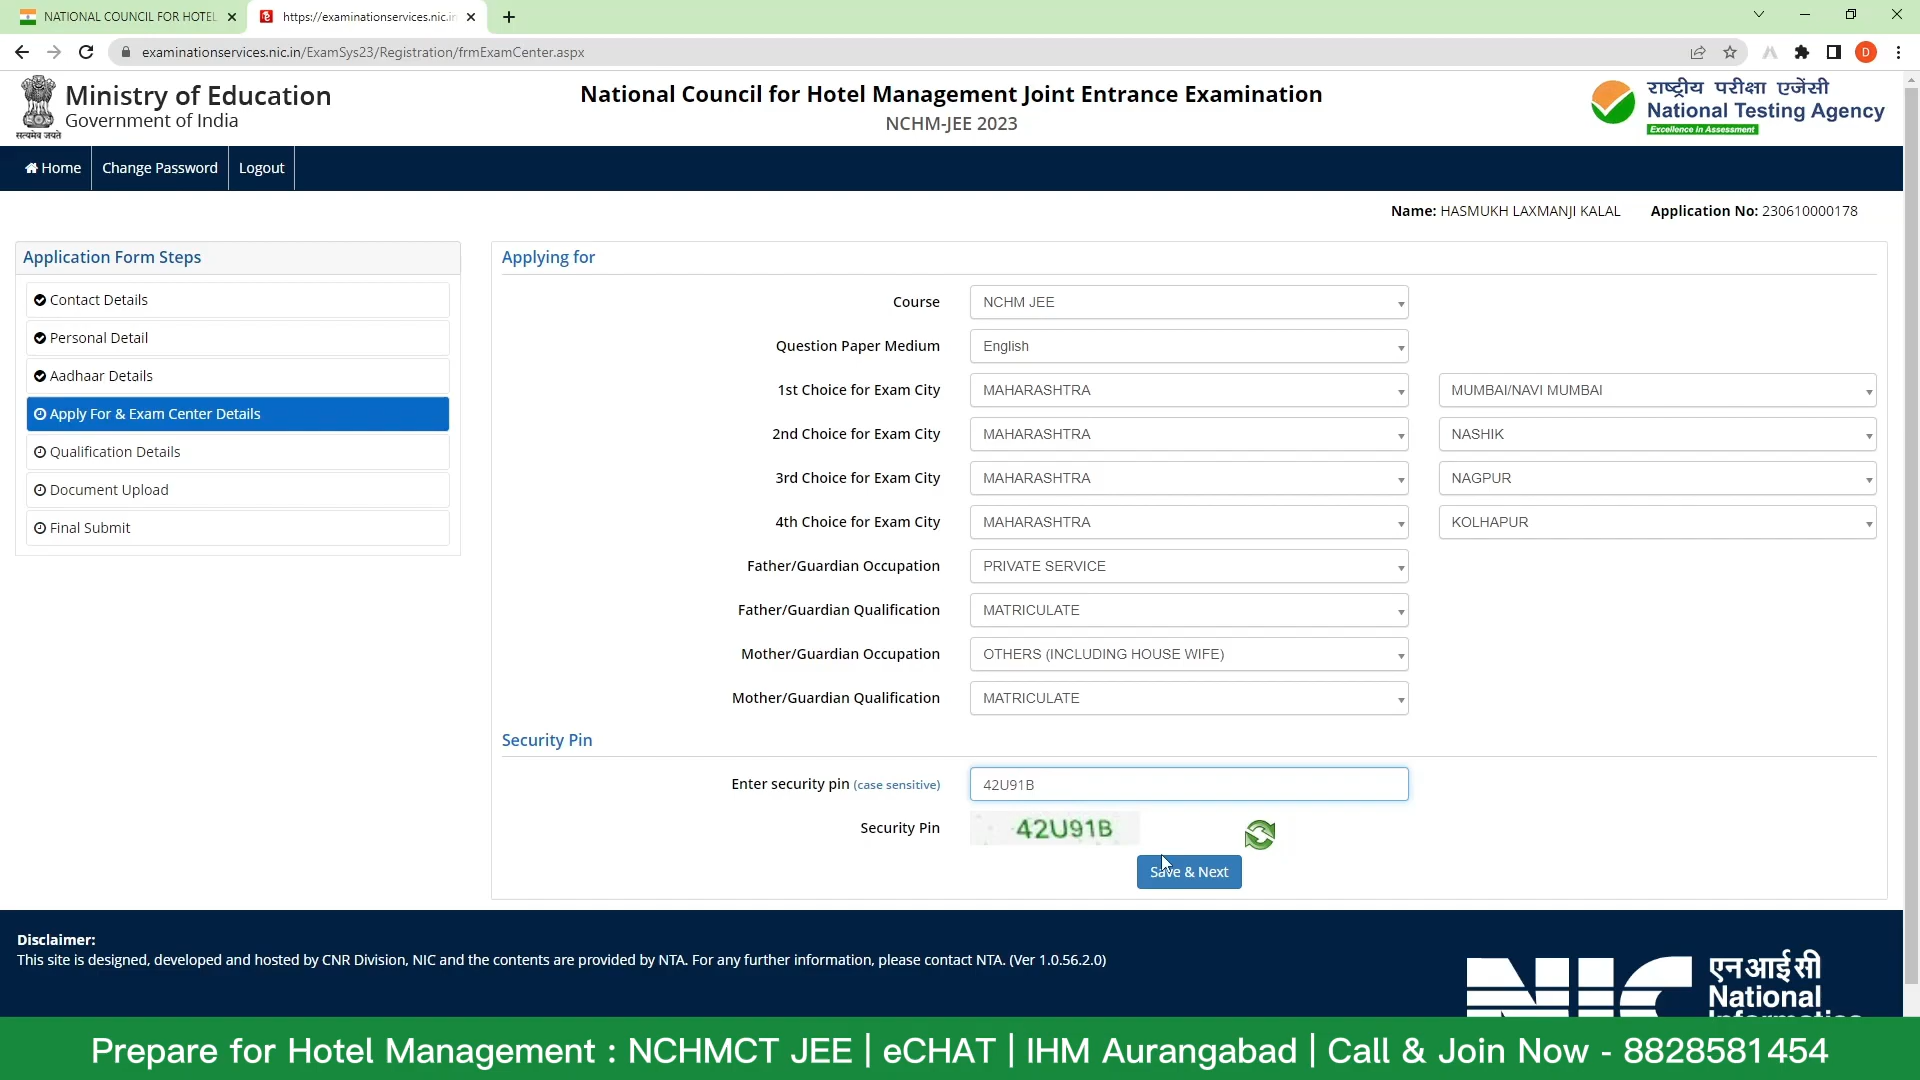 NATIONAL COUNCIL FOR HOTEL
https://examinationservices.nic.in
examinationservices.nic.in/ExamSys23/Registration/frmExamCenter.aspx
D
सत्यमेव जयते
Ministry of Education
Government of India
National Council for Hotel Management Joint Entrance Examination
NCHM-JEE 2023
राष्ट्रीय परीक्षा एजेंसी
National Testing Agency
Excellence in Assessment
Home
Change Password
Logout
Name: HASMUKH LAXMANJI KALAL Application No: 230610000178
Application Form Steps
Contact Details
Personal Detail
Aadhaar Details
Apply For & Exam Center Details
Qualification Details
Document Upload
Final Submit
Applying for
Course NCHM JEE
Question Paper Medium English
1st Choice for Exam City MAHARASHTRA MUMBAI/NAVI MUMBAI
2nd Choice for Exam City MAHARASHTRA NASHIK
3rd Choice for Exam City MAHARASHTRA NAGPUR
4th Choice for Exam City MAHARASHTRA KOLHAPUR
Father/Guardian Occupation PRIVATE SERVICE
Father/Guardian Qualification MATRICULATE
Mother/Guardian Occupation OTHERS (INCLUDING HOUSE WIFE)
Mother/Guardian Qualification MATRICULATE
Security Pin
Enter security pin (case sensitive) 42U91B
Security Pin 42U91B
Save & Next
Disclaimer:
This site is designed, developed and hosted by CNR Division, NIC and the contents are provided by NTA. For any further information, please contact NTA. (Ver 1.0.56.2.0)
NIC
एनआईसी
National
Informatics
Prepare for Hotel Management : NCHMCT JEE | eCHAT | IHM Aurangabad | Call & Join Now - 8828581454